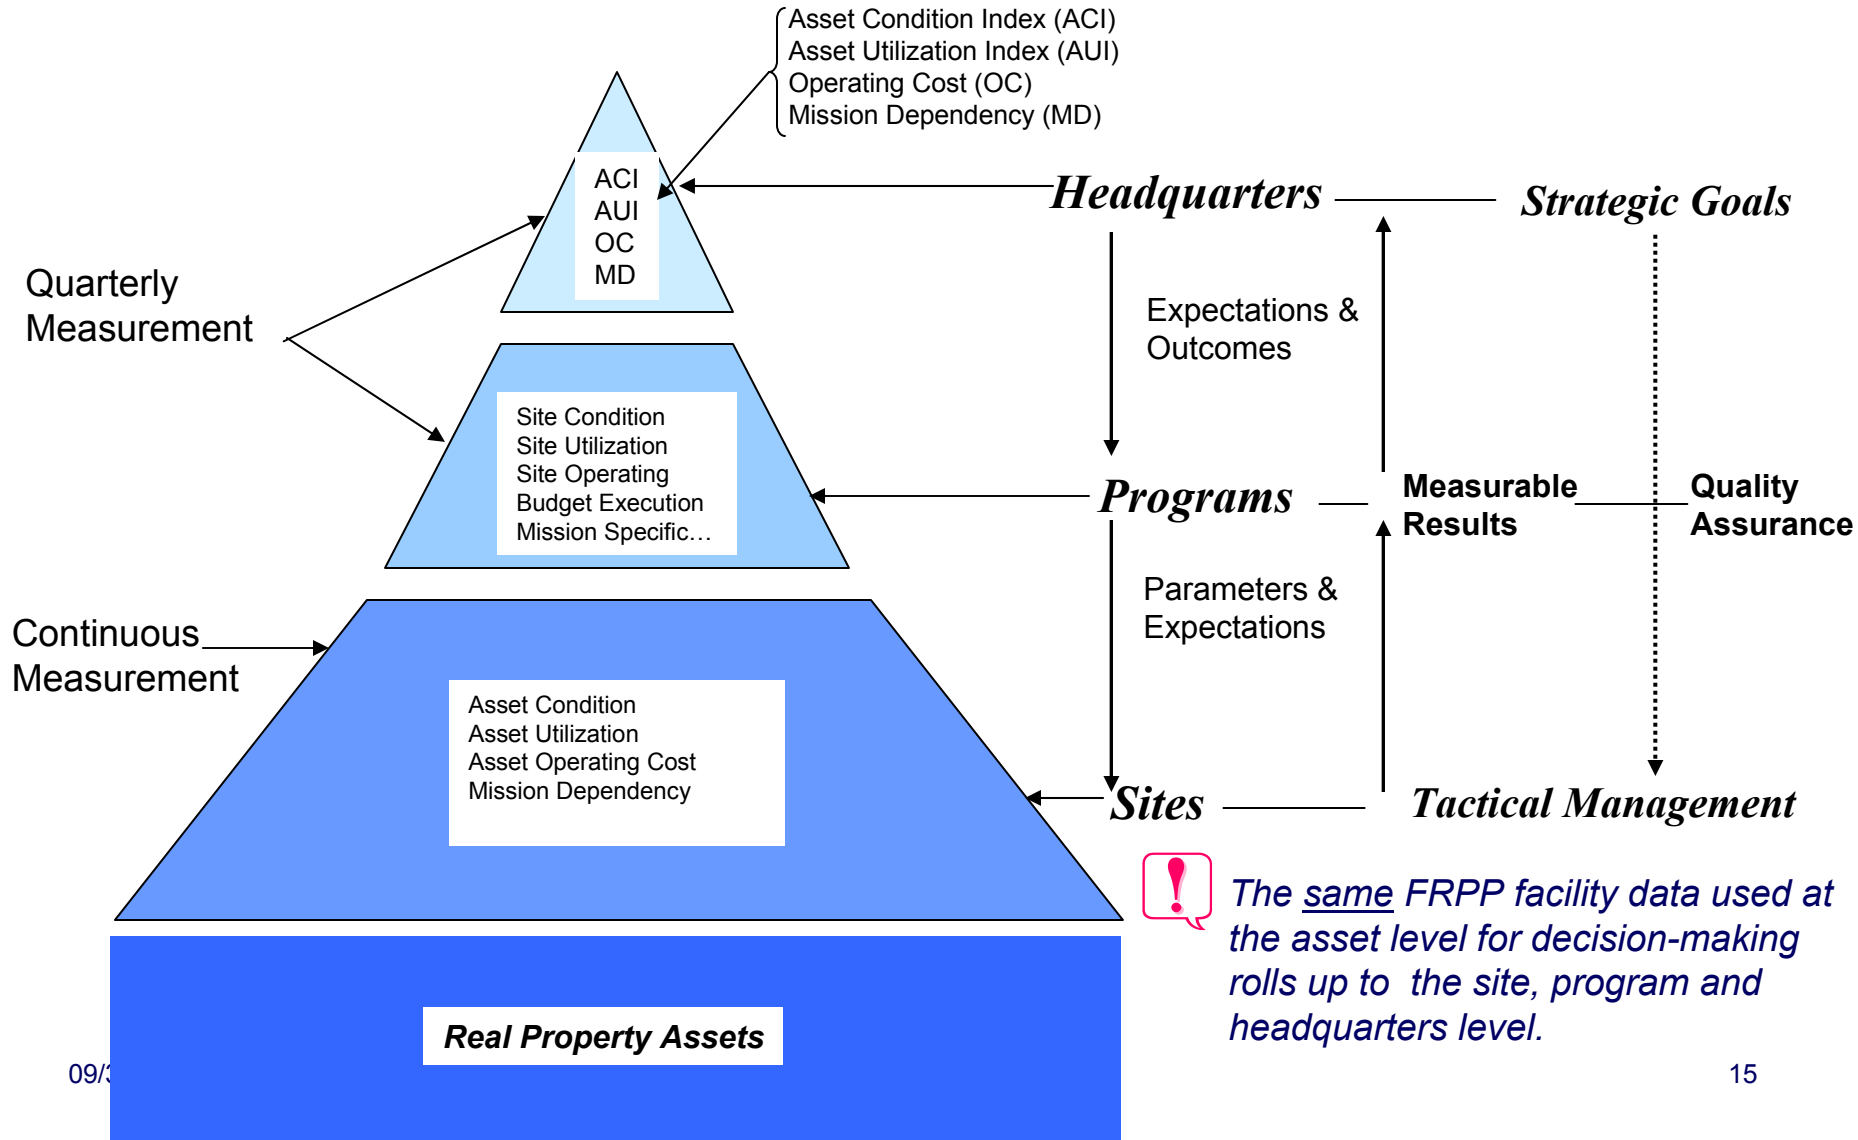 Asset Condition Index (ACI)
Asset Utilization Index (AUI)
Operating Cost (OC)
Mission Dependency (MD)
ACI
AUI
OC
MD
Headquarters
Strategic Goals
Quarterly
Measurement
Expectations &
Outcomes
Site Condition
Site Utilization
Site Operating
Budget Execution
Mission Specific…
Programs
Measurable
Results
Quality
Assurance
Continuous
Measurement
Parameters &
Expectations
Asset Condition
Asset Utilization
Asset Operating Cost
Mission Dependency
Sites
Tactical Management
The same FRPP facility data used at
the asset level for decision-making
rolls up to the site, program and
headquarters level.
Real Property Assets
09/
15